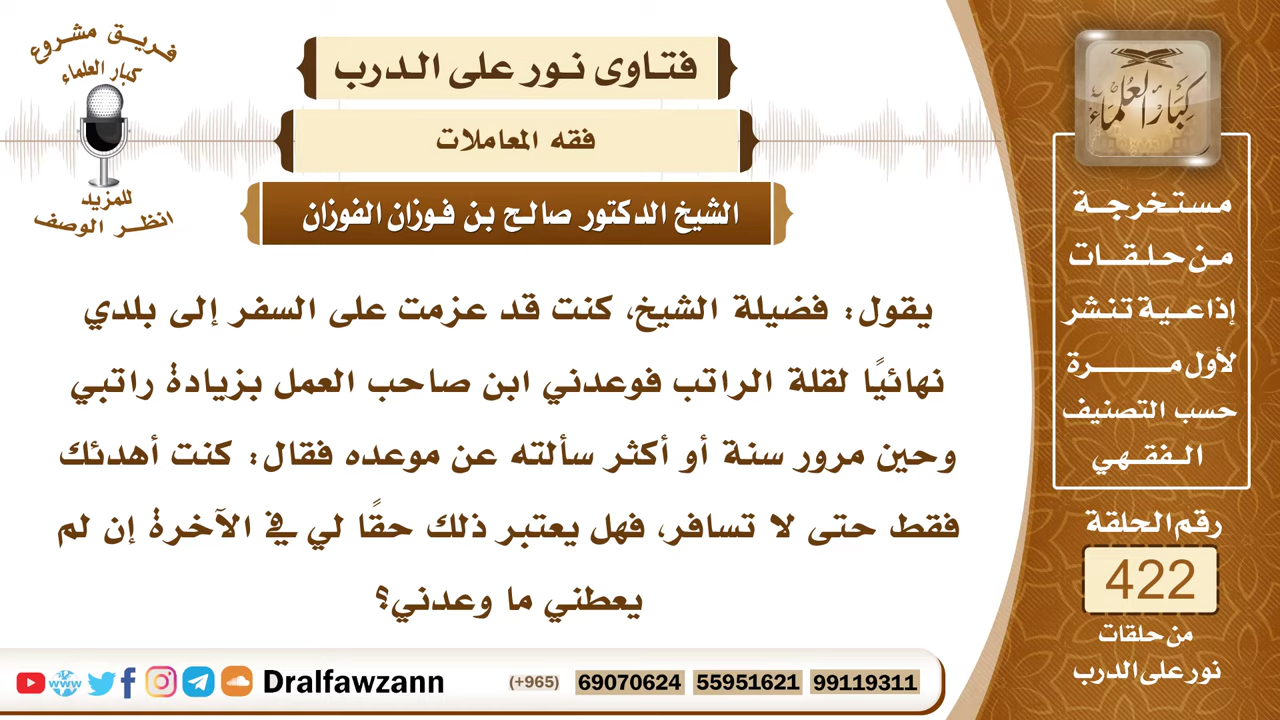 فريق مشروع
كبار العلماء
للمزيد
انظر الوصف
فتاوى نور على الدرب
فقه المعاملات
الشيخ الدكتور صالح بن فوزان الفوزان
يقول: فضيلة الشيخ، كنت قد عزمت على السفر إلى بلدي
نهائيًا لقلة الراتب فوعدني ابن صاحب العمل بزيادة راتبي
وحين مرور سنة أو أكثر سألته عن موعده فقال: كنت أهدئك
فقط حتى لا تسافر، فهل يعتبر ذلك حقًا لي في الآخرة إن لم
يعطني ما وعدني؟
كبار العلماء
مستخرجة
من حلقات
إذاعية تنشر
لأول مرة
حسب التصنيف
الفقهي
رقم الحلقة
422
من حلقات
نور على الدرب
www
Dralfawzann
(+965) 69070624 55951621 99119311